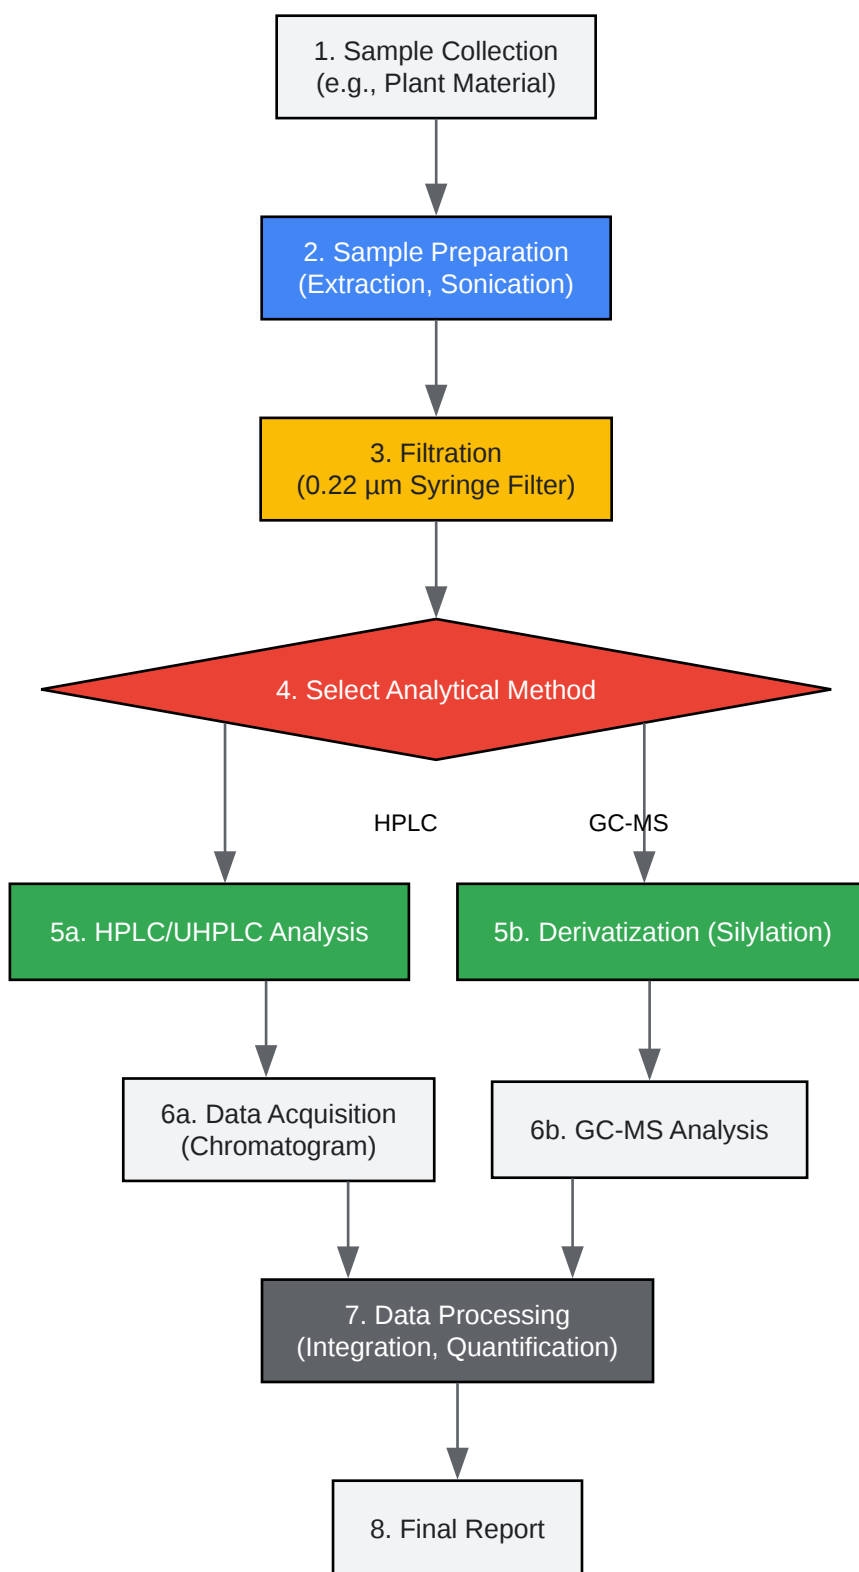 1. Sample Collection
(e.g., Plant Material)
2. Sample Preparation
(Extraction, Sonication)
3. Filtration
(0.22 µm Syringe Filter)
4. Select Analytical Method
HPLC
GC-MS
5a. HPLC/UHPLC Analysis
5b. Derivatization (Silylation)
6a. Data Acquisition
(Chromatogram)
6b. GC-MS Analysis
7. Data Processing
(Integration, Quantification)
8. Final Report